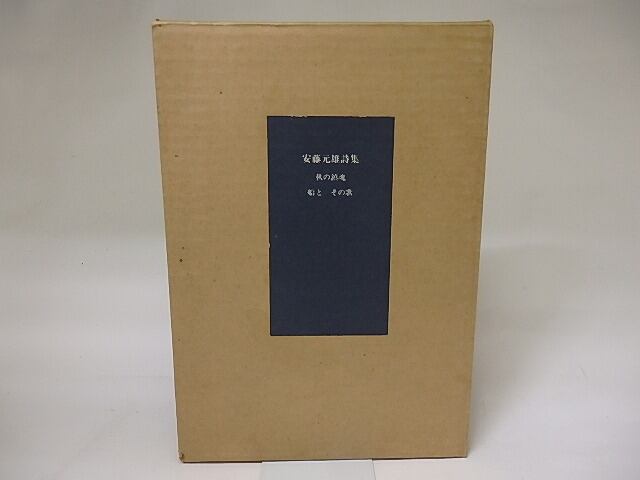 安藤元雄詩集
秋の鎮魂
船と その歌